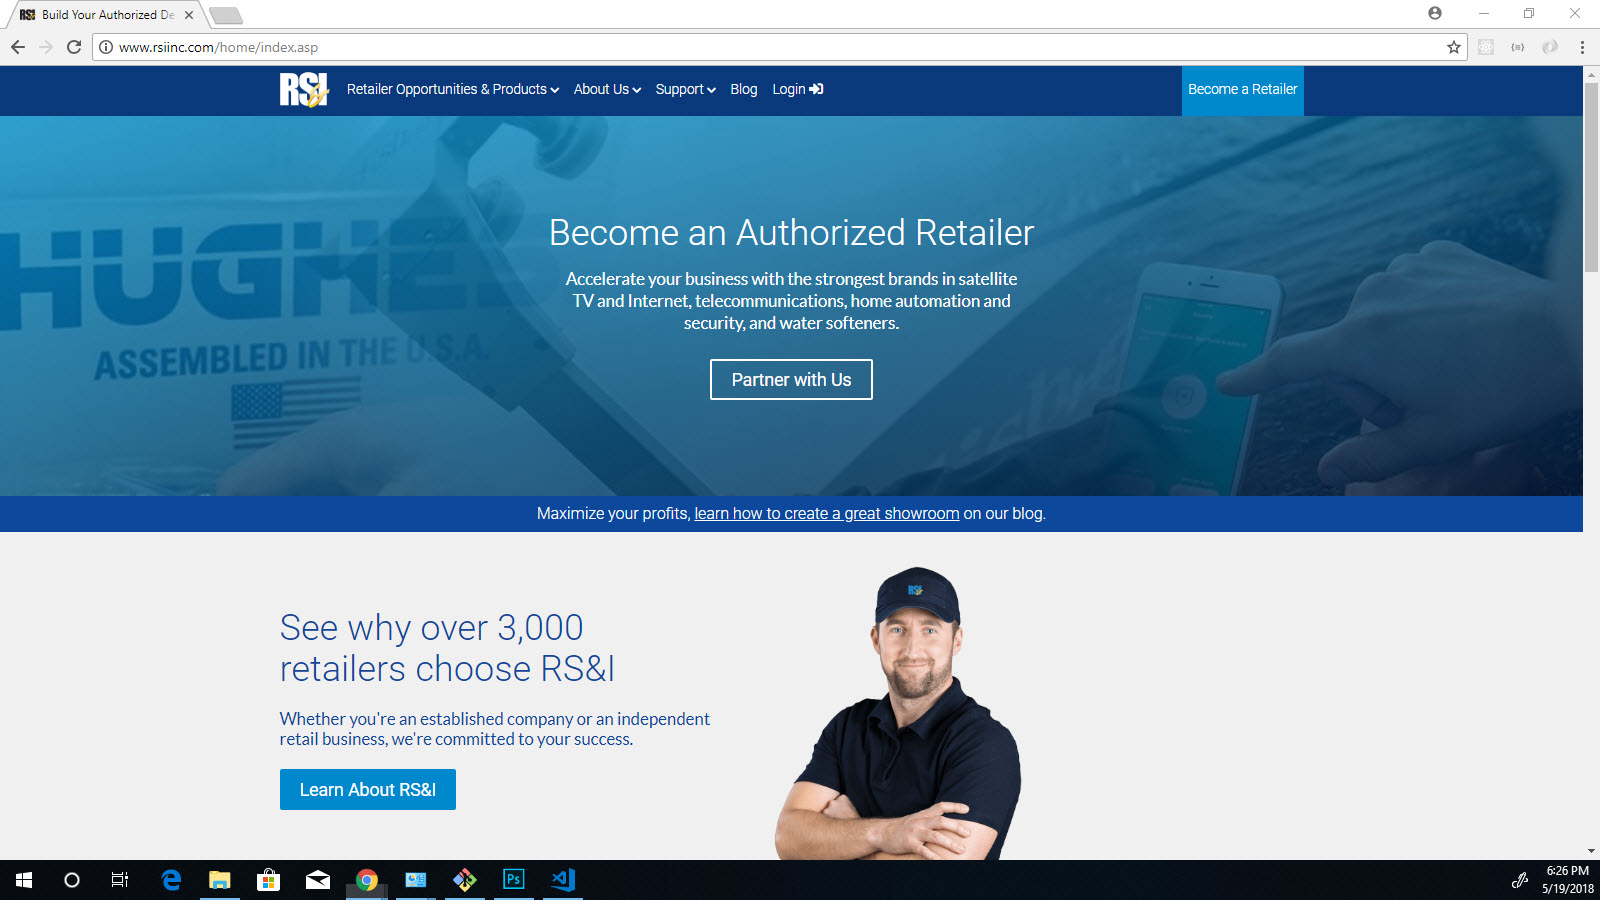 Build Your Authorized De
www.rsiinc.com/home/index.asp
RSI
Retailer Opportunities & Products
About Us
Support
Blog
Login
Become a Retailer
HUGHES
ASSEMBLED IN THE U.S.A.
Become an Authorized Retailer
Accelerate your business with the strongest brands in satellite
TV and Internet, telecommunications, home automation and
security, and water softeners.
Partner with Us
Maximize your profits, learn how to create a great showroom on our blog.
RSI
See why over 3,000
retailers choose RS&I
Whether you're an established company or an independent
retail business, we're committed to your success.
Learn About RS&I
Ps
6:26 PM
5/19/2018